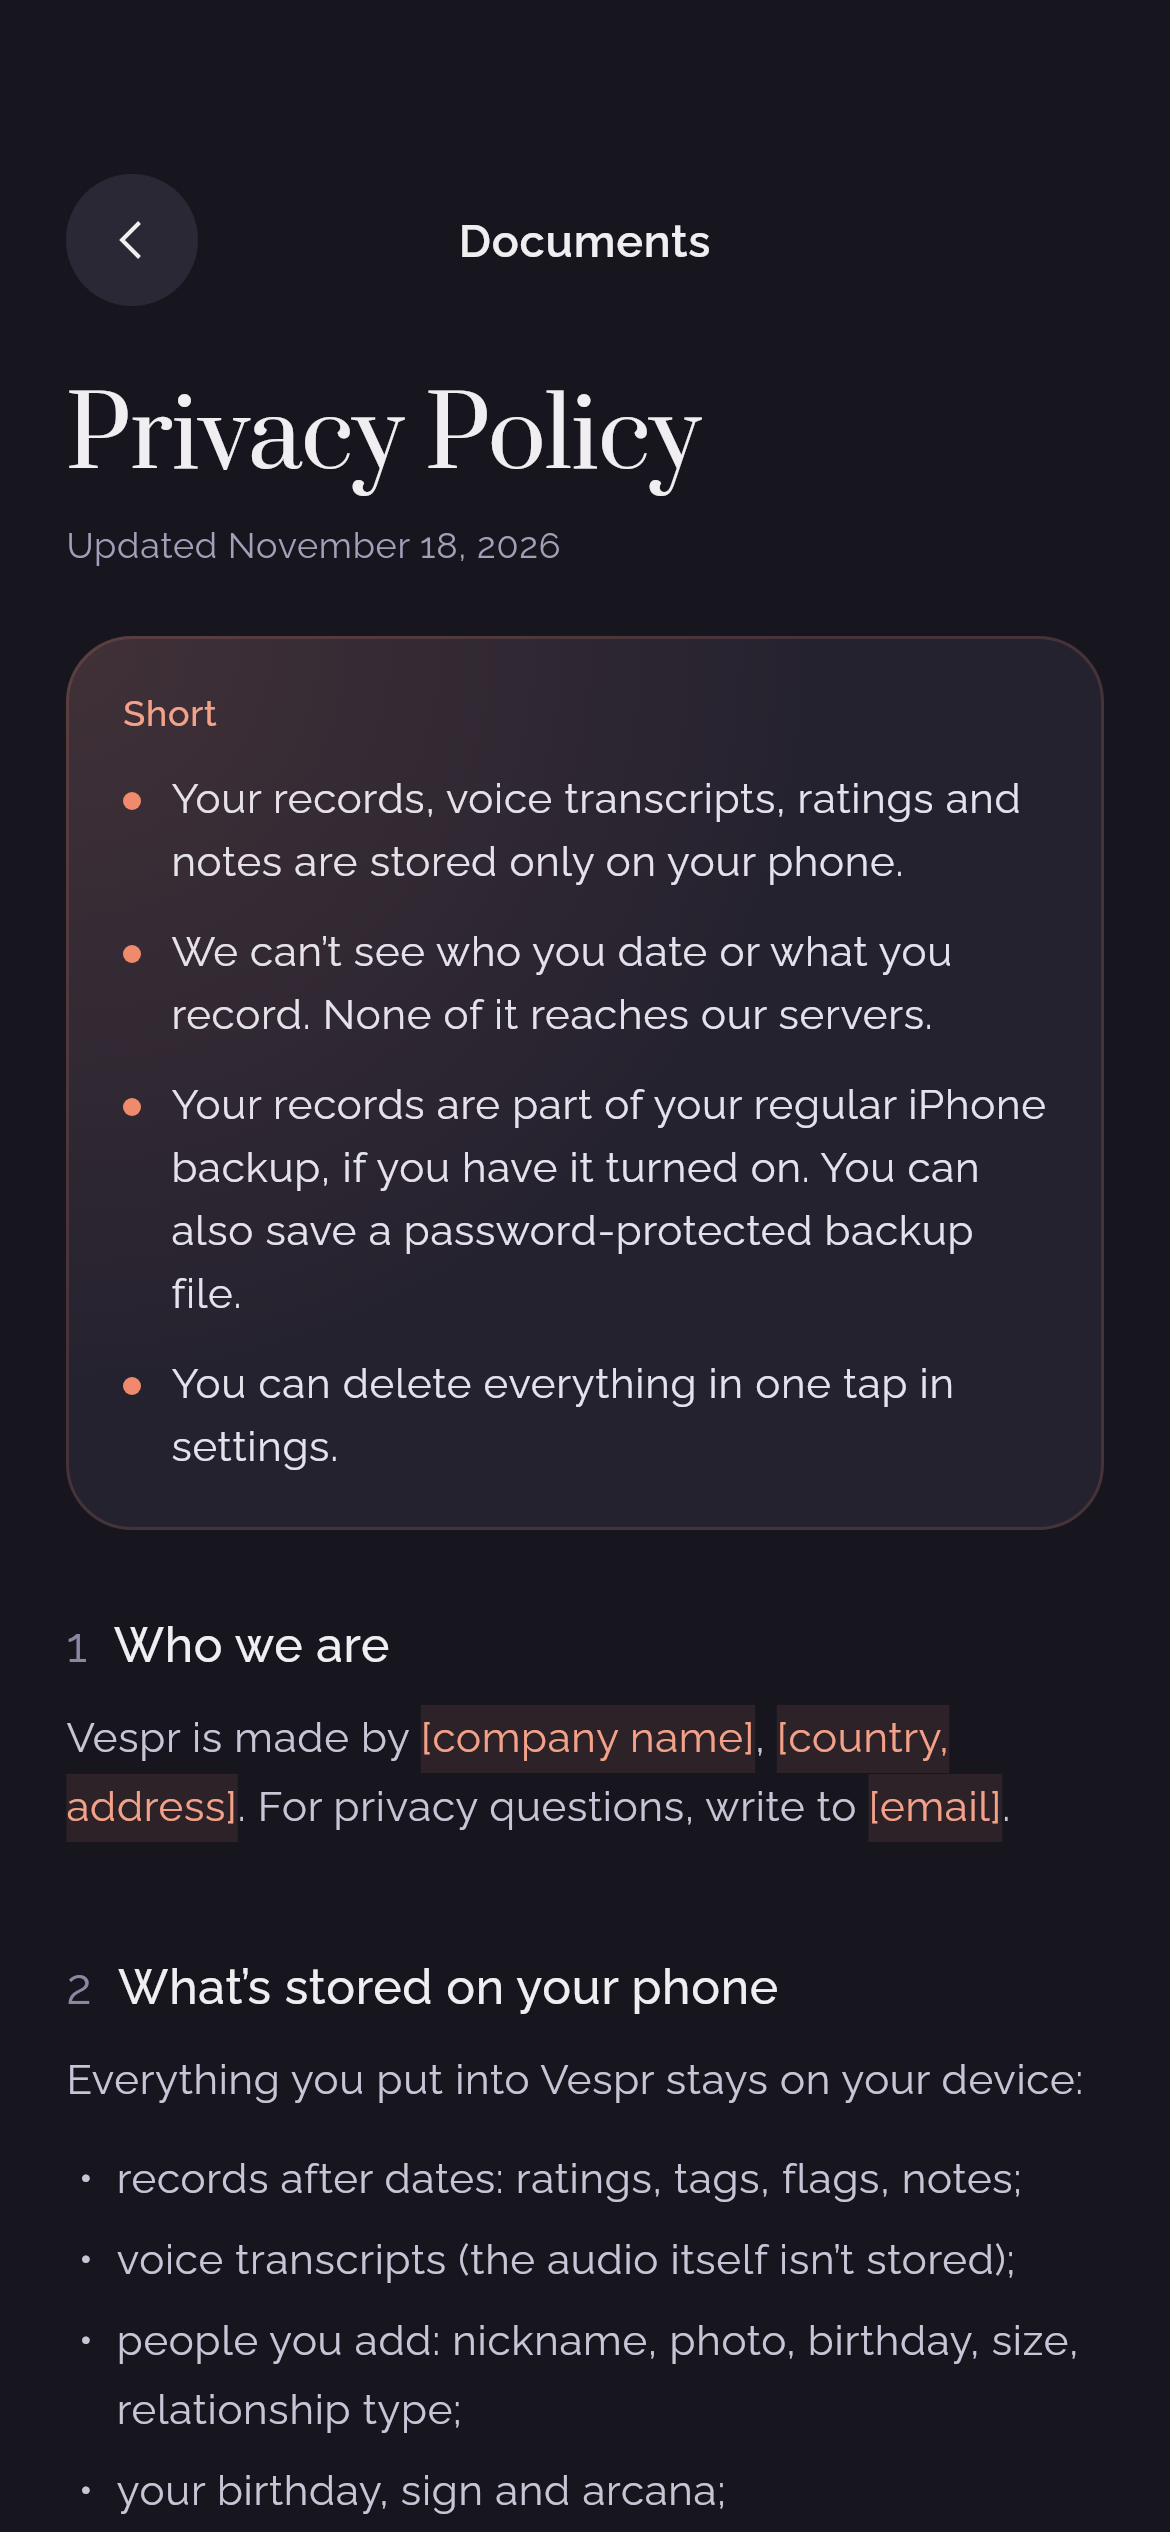 Documents
Privacy Policy
Updated November 18, 2026
Short
• Your records, voice transcripts, ratings and
notes are stored only on your phone.
• We can’t see who you date or what you
record. None of it reaches our servers.
• Your records are part of your regular iPhone
backup, if you have it turned on. You can
also save a password-protected backup
file.
• You can delete everything in one tap in
settings.
1 Who we are
Vespr is made by [company name], [country,
address]. For privacy questions, write to [email].
2 What’s stored on your phone
Everything you put into Vespr stays on your device:
• records after dates: ratings, tags, flags, notes;
• voice transcripts (the audio itself isn’t stored);
• people you add: nickname, photo, birthday, size,
relationship type;
• your birthday, sign and arcana;